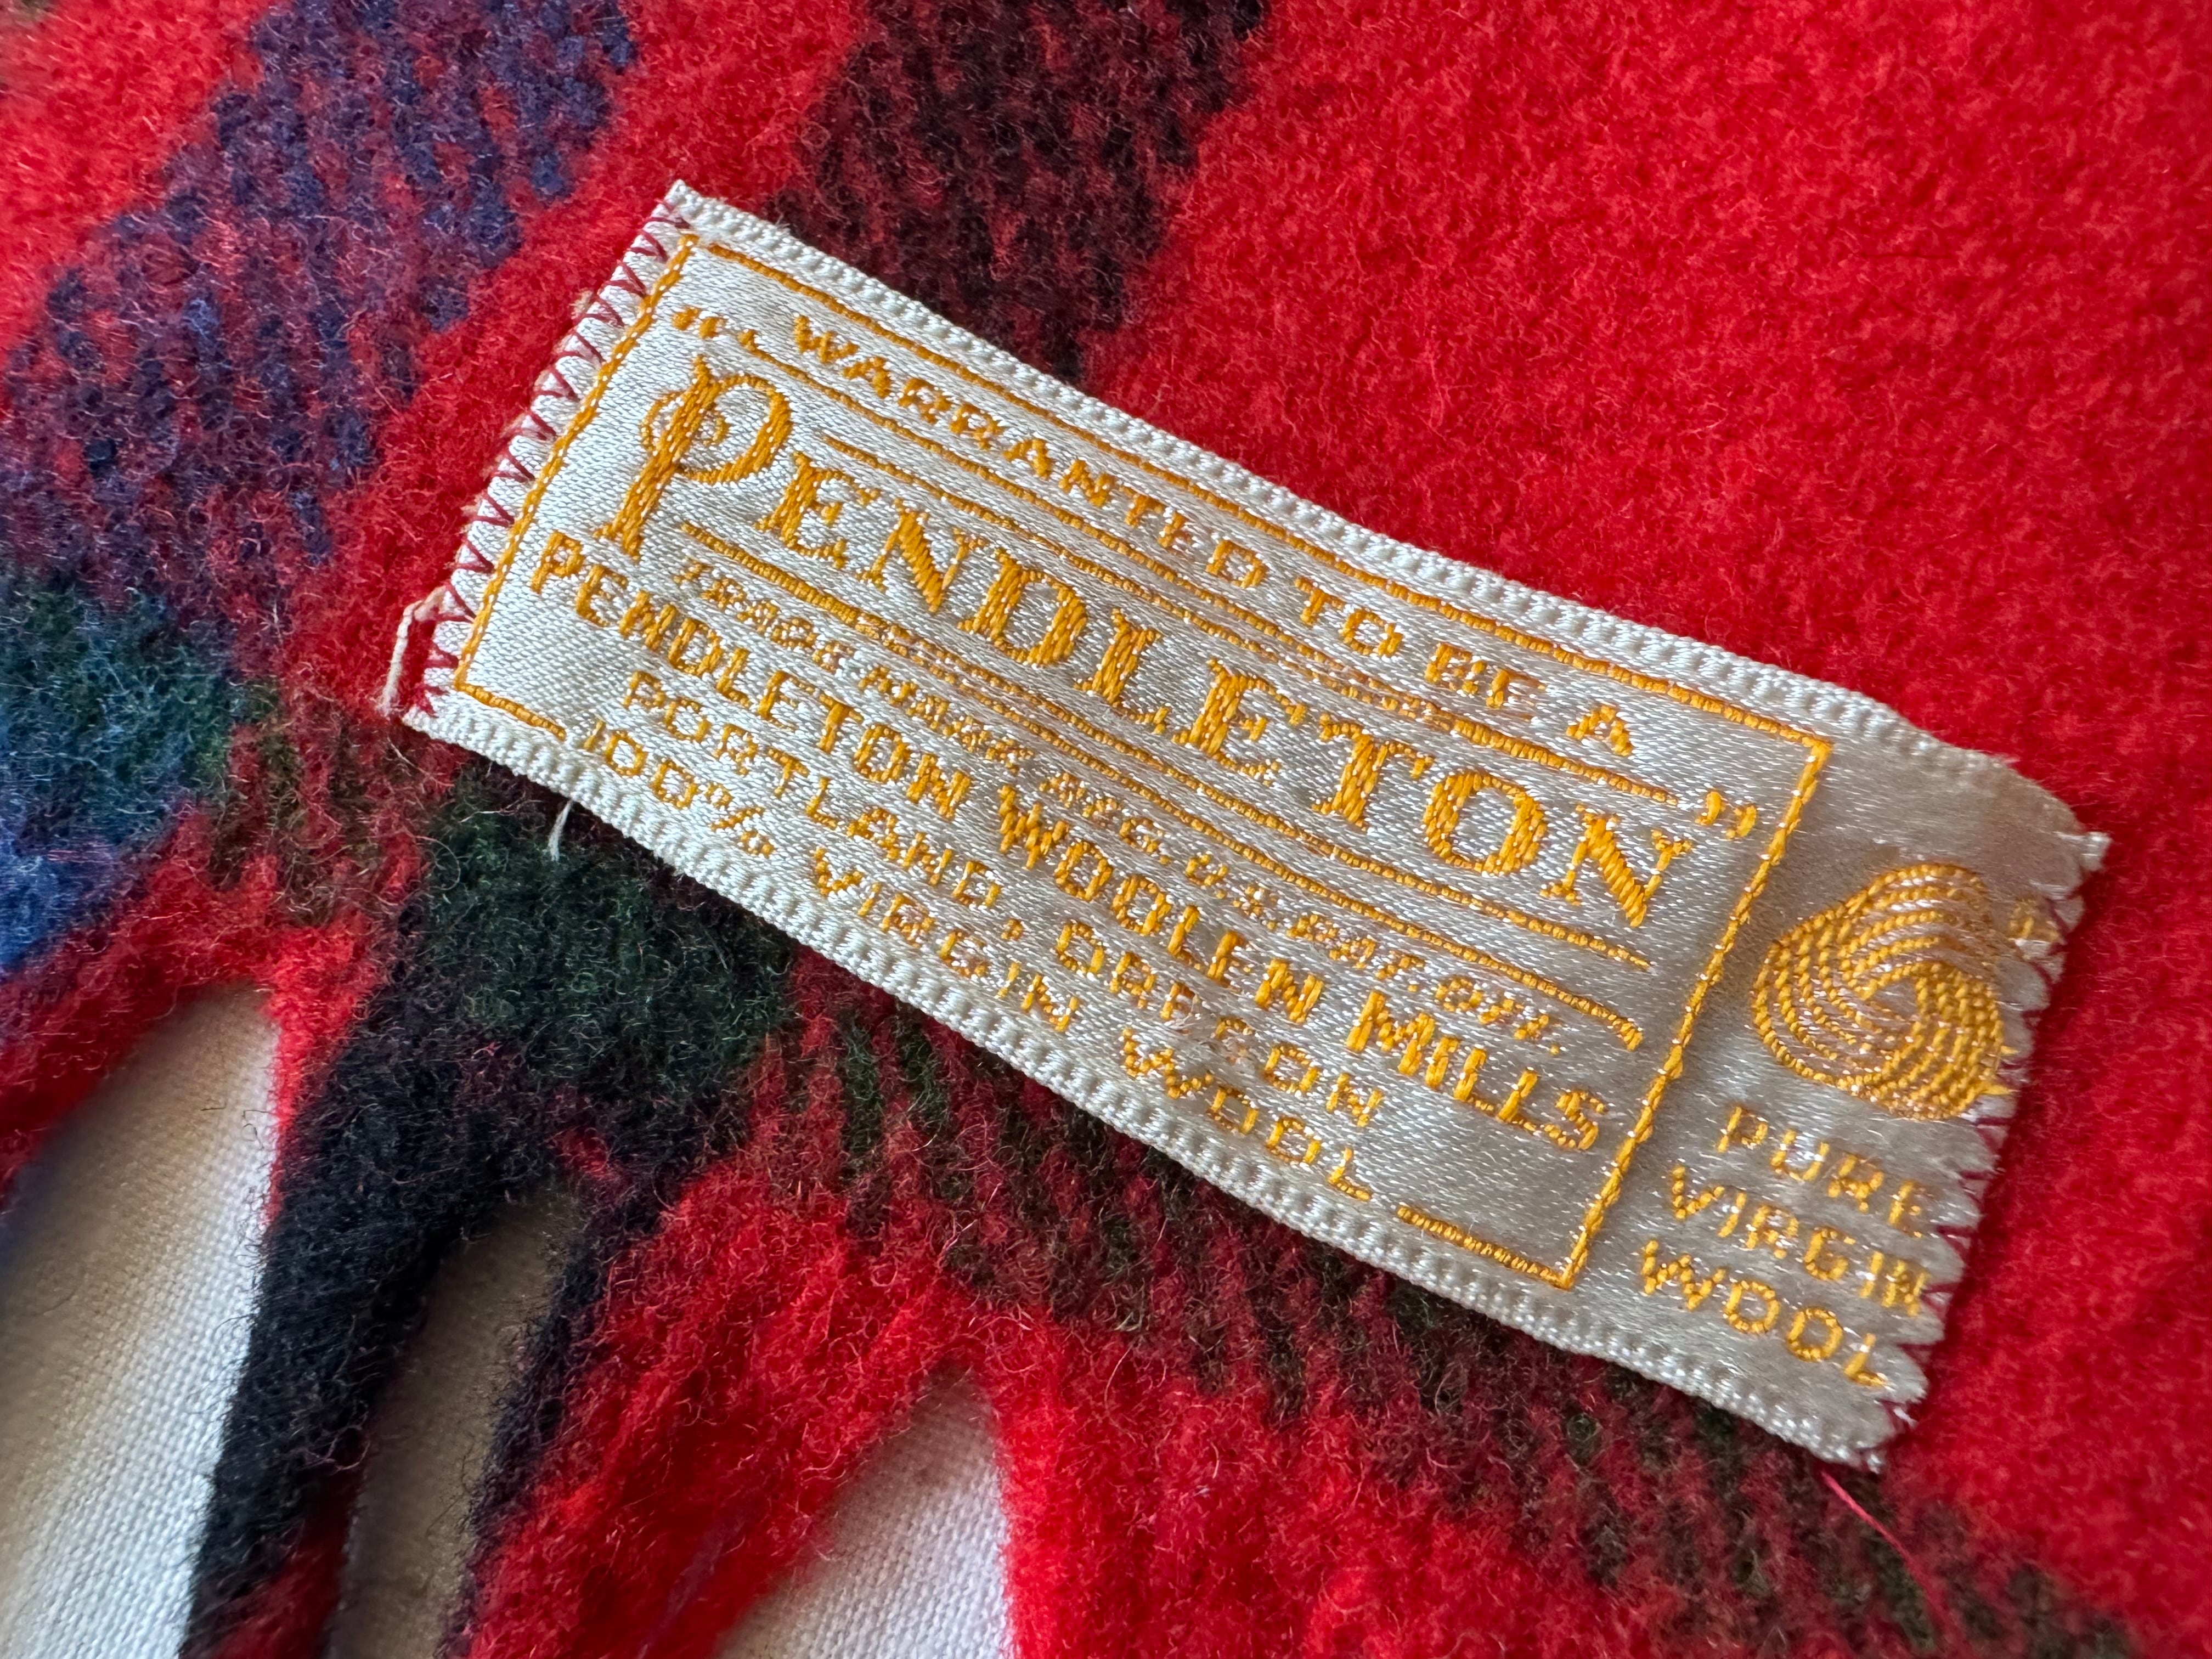 "WARRANTED TO BE A"
PENDLETON
TRADE MARK REG. U.S. PAT. OFF.
PENDLETON WOOLEN MILLS
PORTLAND, OREGON
100% VIRGIN WOOL
PURE
VIRGIN
WOOL